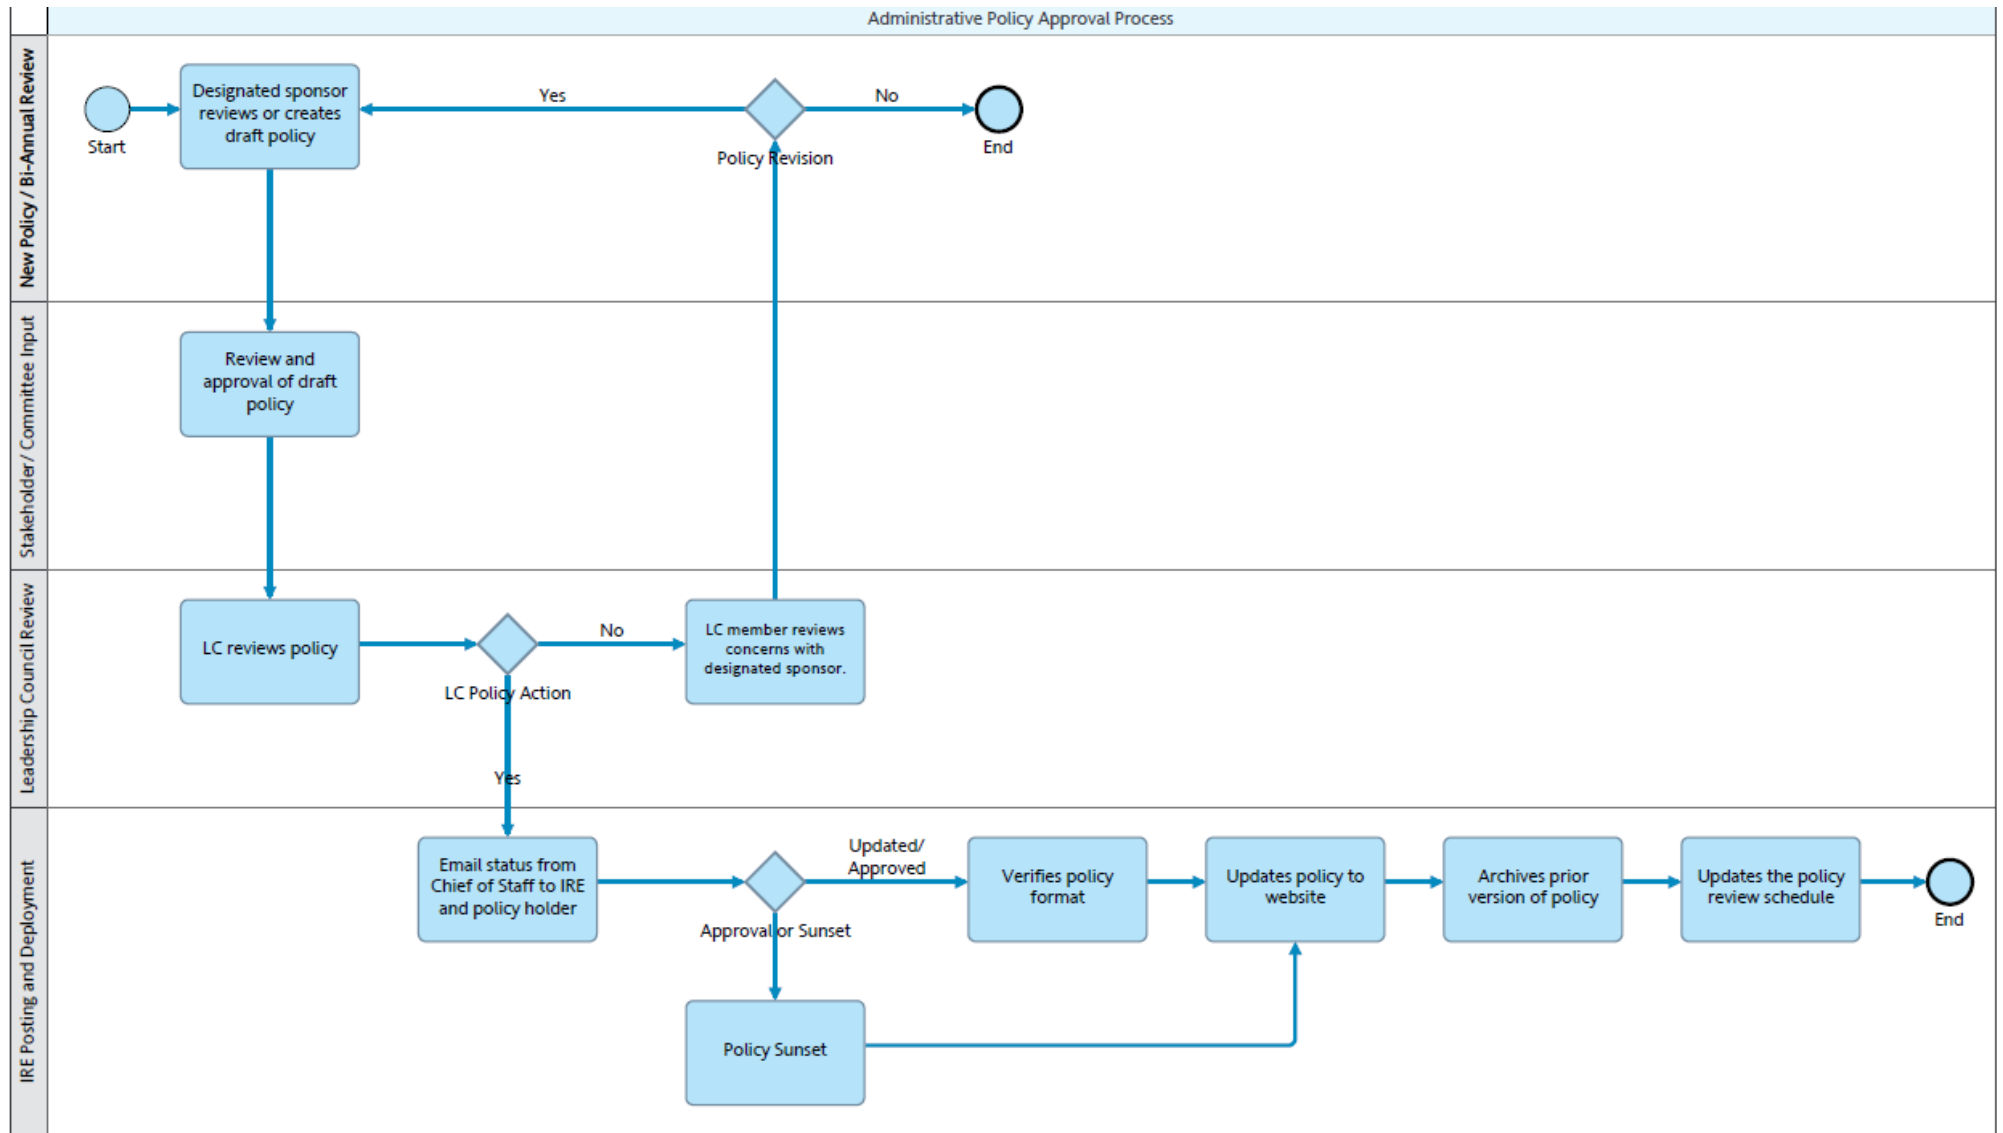 Administrative Policy Approval Process
New Policy / Bi-Annual Review
Start
Designated sponsor
reviews or creates
draft policy
Yes
Policy Revision
No
End
Stakeholder/ Committee Input
Review and
approval of draft
policy
Leadership Council Review
LC reviews policy
LC Policy Action
No
Yes
LC member reviews
concerns with
designated sponsor.
IRE Posting and Deployment
Email status from
Chief of Staff to IRE
and policy holder
Approval or Sunset
Updated/
Approved
Verifies policy
format
Updates policy to
website
Archives prior
version of policy
Updates the policy
review schedule
End
Policy Sunset